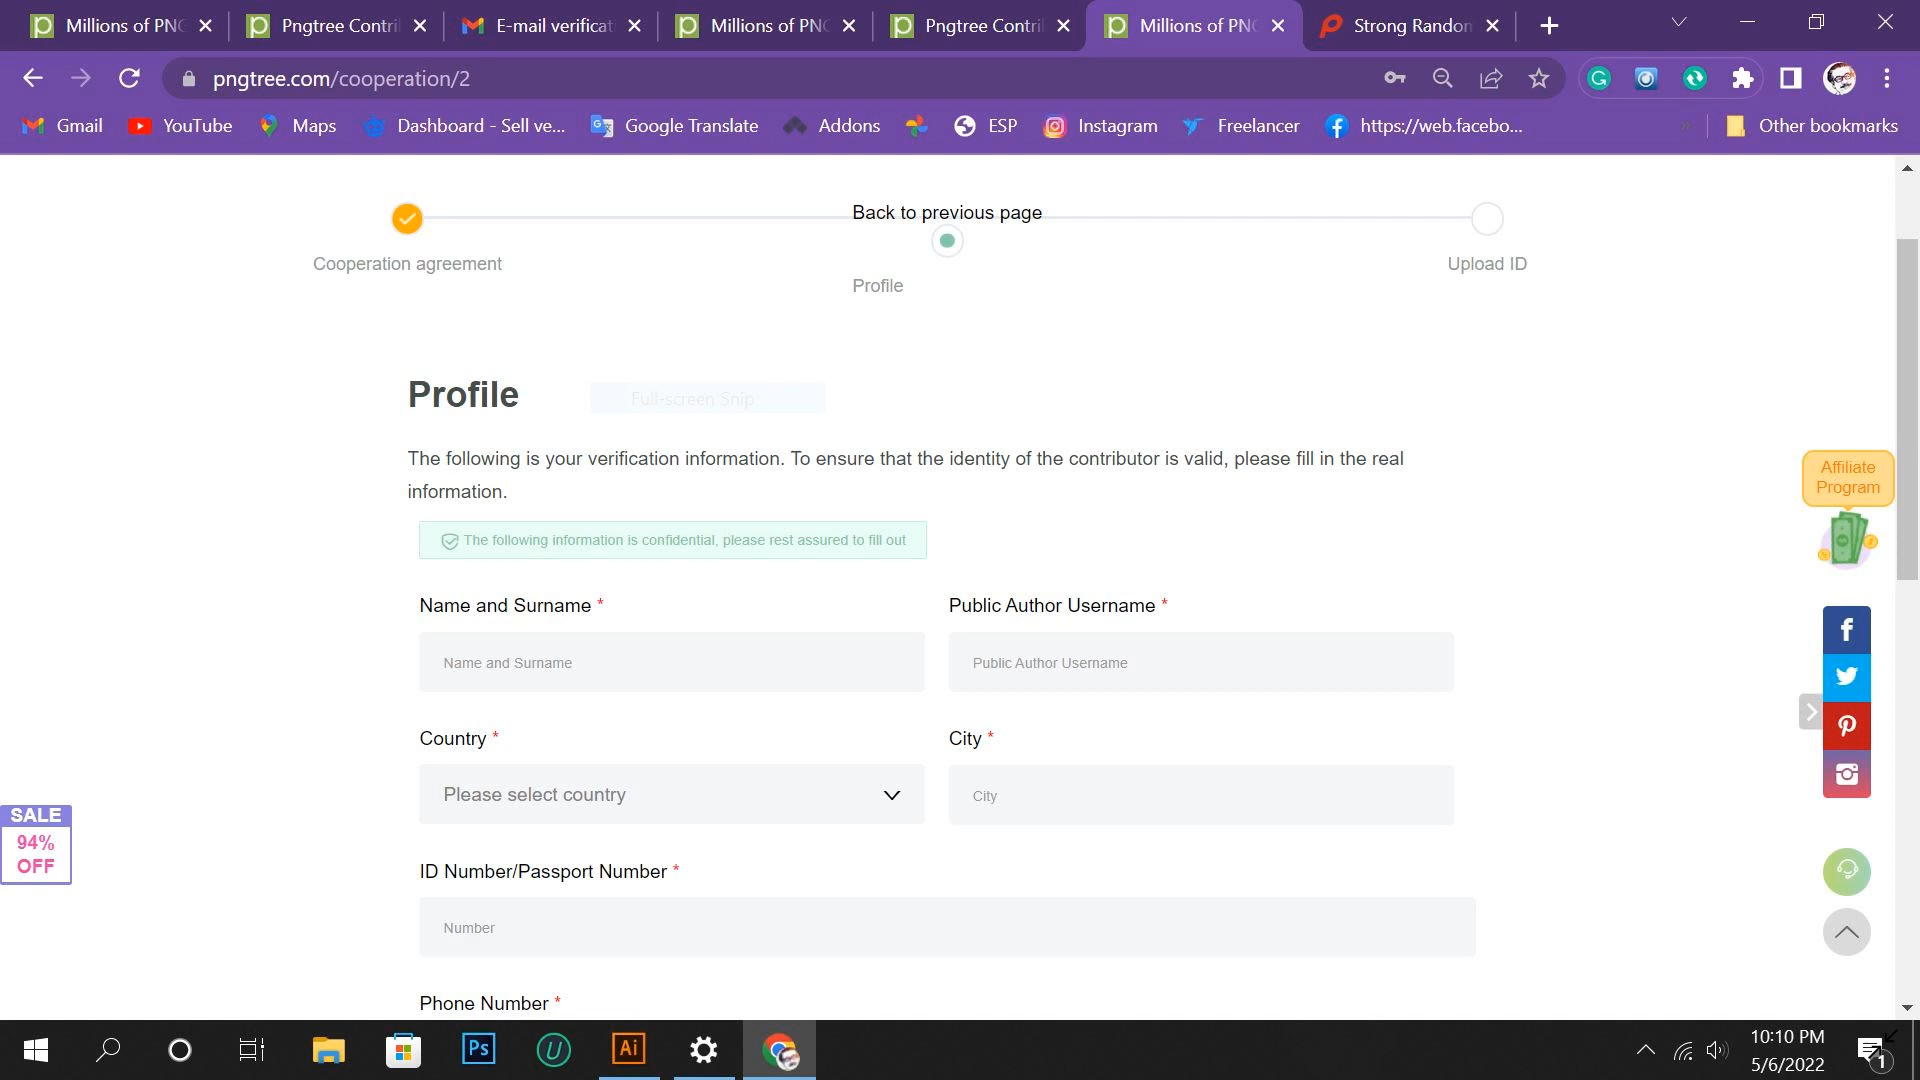 Millions of PNG
Pngtree Contri
E-mail verificat
Millions of PNG
Pngtree Contri
Millions of PNG
Strong Random
pngtree.com/cooperation/2
Gmail
YouTube
Maps
Dashboard - Sell ve...
Google Translate
Addons
ESP
Instagram
Freelancer
https://web.facebo...
Other bookmarks
Back to previous page
Cooperation agreement
Profile
Upload ID
Profile
Full-screen Snip
The following is your verification information. To ensure that the identity of the contributor is valid, please fill in the real
information.
The following information is confidential, please rest assured to fill out
Affiliate
Program
Name and Surname *
Public Author Username *
Name and Surname
Public Author Username
Country *
City *
Please select country
City
SALE
94%
OFF
ID Number/Passport Number *
Number
Phone Number *
Ps
U
Ai
10:10 PM
5/6/2022
1